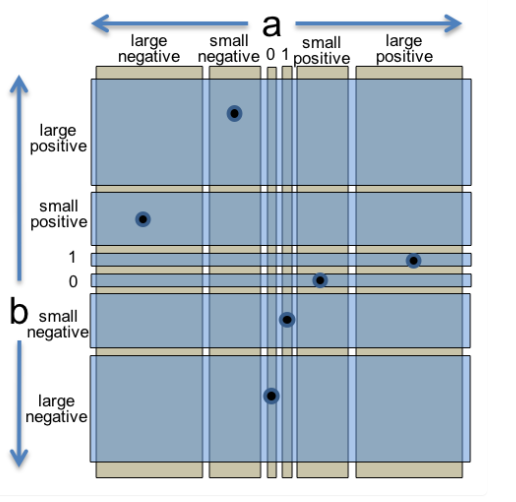 a
large negative
small negative
0
1
small positive
large positive
large positive
small positive
1
0
b
small negative
large negative